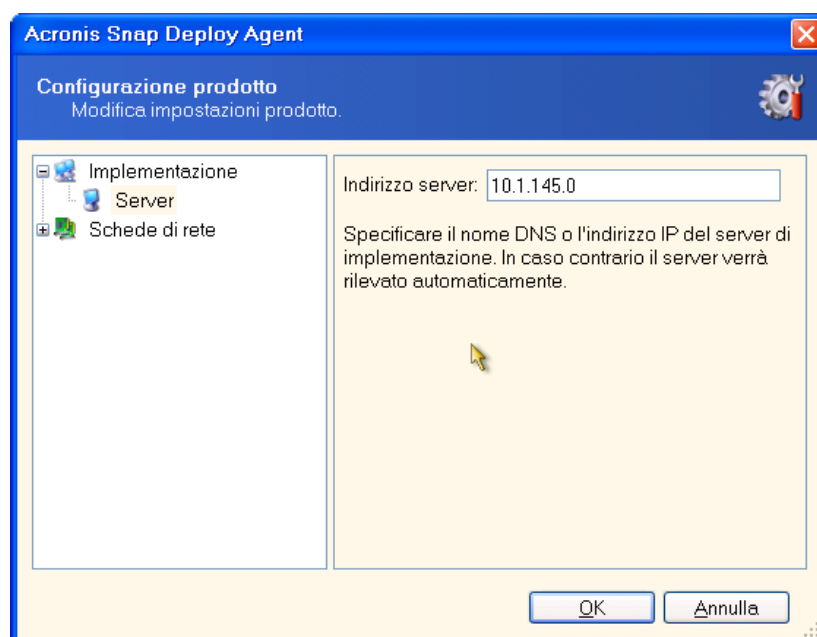 Acronis Snap Deploy Agent
Configurazione prodotto
Modifica impostazioni prodotto.
Implementazione
Server
Schede di rete
Indirizzo server: 10.1.145.0
Specificare il nome DNS o l'indirizzo IP del server di
implementazione. In caso contrario il server verrà
rilevato automaticamente.
OK
Annulla